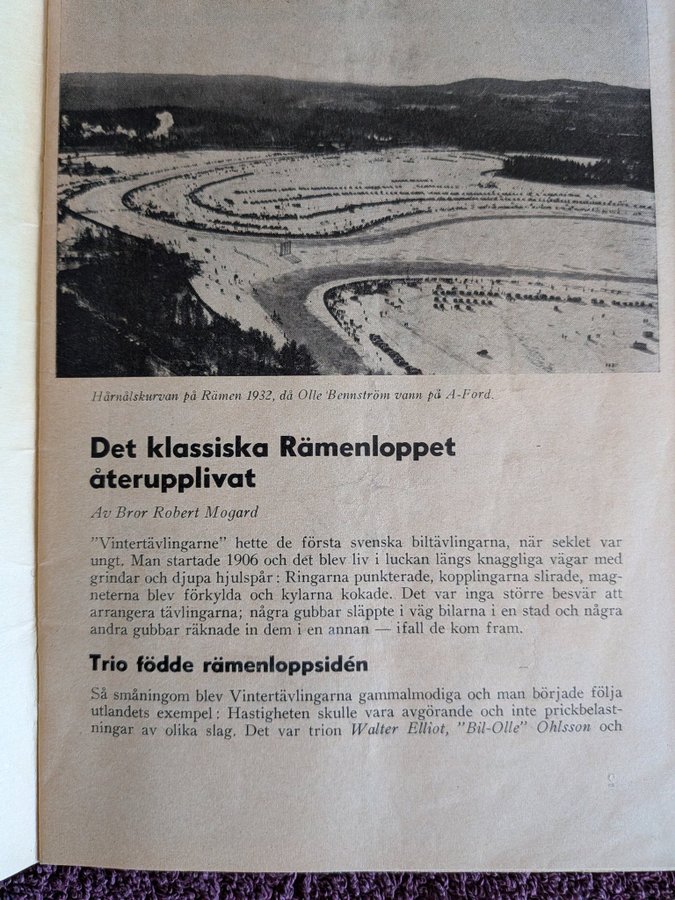 Hårnålskurvan på Rämen 1932, då Olle Bennström vann på A-Ford.
Det klassiska Rämenloppet
återupplivat
Av Bror Robert Mogard
"Vintertävlingarne" hette de första svenska biltävlingarna, när seklet var
ungt. Man startade 1906 och det blev liv i luckan längs knaggliga vägar med
grindar och djupa hjulspår: Ringarna punkterade, kopplingarna slirade, mag-
neterna blev förkylda och kylarna kokade. Det var inga större besvär att
arrangera tävlingarna; några gubbar släppte i väg bilarna i en stad och några
andra gubbar räknade in dem i en annan — ifall de kom fram.
Trio födde rämenloppsidén
Så småningom blev Vintertävlingarna gammalmodiga och man började följa
utlandets exempel: Hastigheten skulle vara avgörande och inte prickbelast-
ningar av olika slag. Det var trion Walter Elliot, "Bil-Olle" Ohlsson och